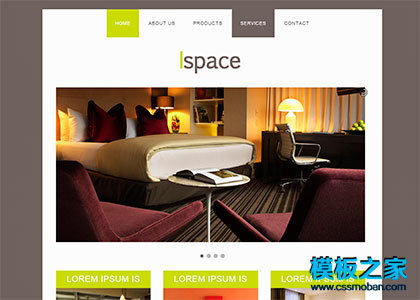 HOME ABOUT US PRODUCTS SERVICES CONTACT
Ispace
LOREM IPSUM IS LOREM IPSUM IS LOREM IPSUM IS
模板之家
www.cssmoban.com